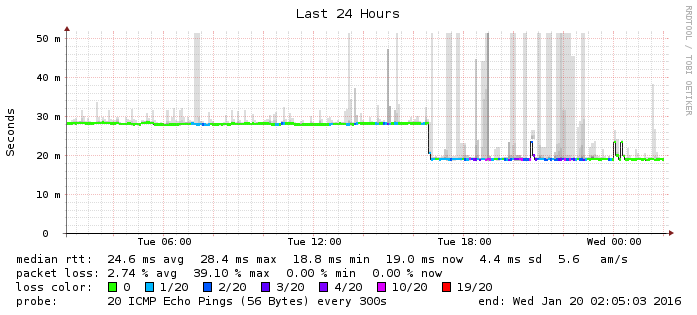 Last 24 Hours
RRDTOOL / TOBI OETIKER
Seconds
50 m
40 m
30 m
20 m
10 m
0
Tue 06:00 Tue 12:00 Tue 18:00 Wed 00:00
median rtt: 24.6 ms avg 28.4 ms max 18.8 ms min 19.0 ms now 4.4 ms sd 5.6 am/s
packet loss: 2.74 % avg 39.10 % max 0.00 % min 0.00 % now
loss color: 0 1/20 2/20 3/20 4/20 10/20 19/20
probe: 20 ICMP Echo Pings (56 Bytes) every 300s end: Wed Jan 20 02:05:03 2016